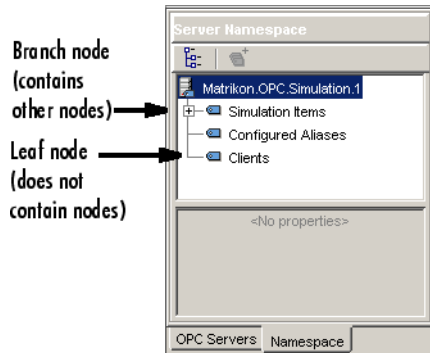 Branch node
(contains
other nodes)
Leaf node
(does not
contain nodes)
Server Namespace
Matrikon.OPC.Simulation.1
Simulation Items
Configured Aliases
Clients
<No properties>
OPC Servers
Namespace